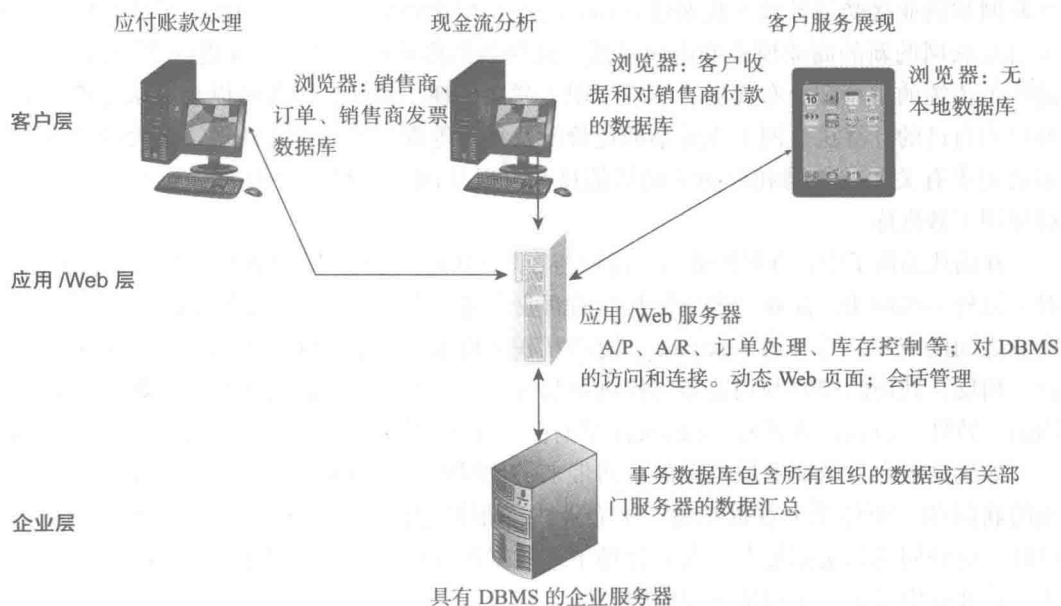 应付账款处理
现金流分析
客户服务展现
客户层
浏览器：销售商
订单、销售商发票
数据库
浏览器：客户收
据和对销售商付款
的数据库
浏览器：无
本地数据库
应用 /Web 层
应用 /Web 服务器
A/P、A/R、订单处理、库存控制等；对 DBMS
的访问和连接。动态 Web 页面；会话管理
企业层
事务数据库包含所有组织的数据或有关部
门服务器的数据汇总
具有 DBMS 的企业服务器